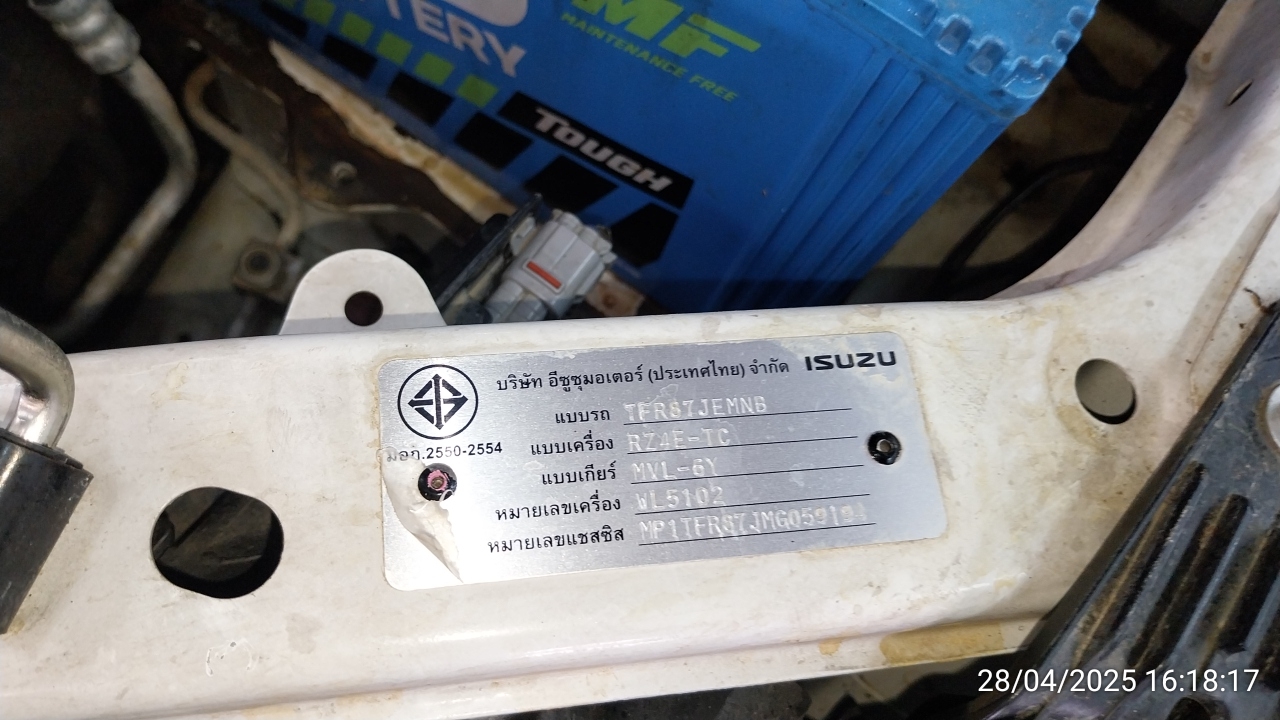 TTERY
MF
MAINTENANCE FREE
TOUGH
บริษัท อีซูซุมอเตอร์ (ประเทศไทย) จำกัด ISUZU
แบบรถ TFR87JEMNB
มอก.2550-2554 แบบเครื่อง RZ4E-TC
แบบเกียร์ MVL-6Y
หมายเลขเครื่อง WL5102
หมายเลขแชสซิส MP1TFR87JMG059194
28/04/2025 16:18:17